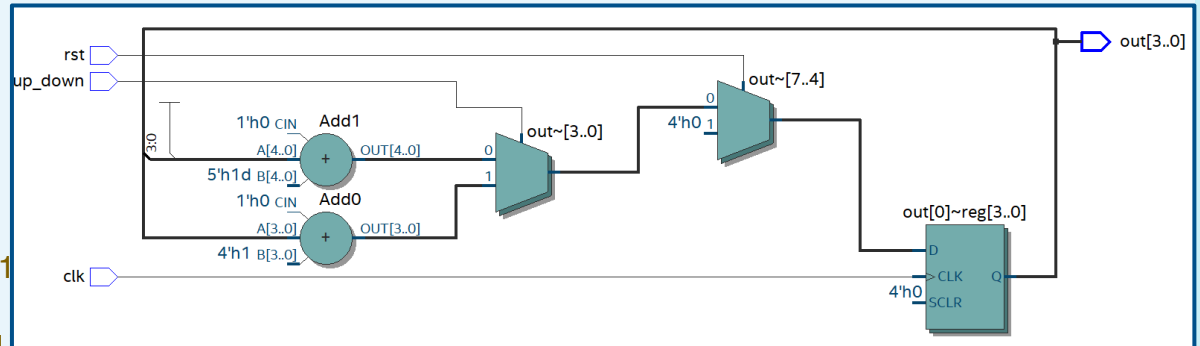 rst
up_down
3:0
1'h0 CIN
Add1
A[4..0]
OUT[4..0]
5'h1d B[4..0]
+
1'h0 CIN
Add0
A[3..0]
OUT[3..0]
4'h1 B[3..0]
+
out~[3..0]
0
1
out~[7..4]
0
4'h0 1
out[0]~reg[3..0]
D
CLK
Q
4'h0
SCLR
clk
1
out[3..0]